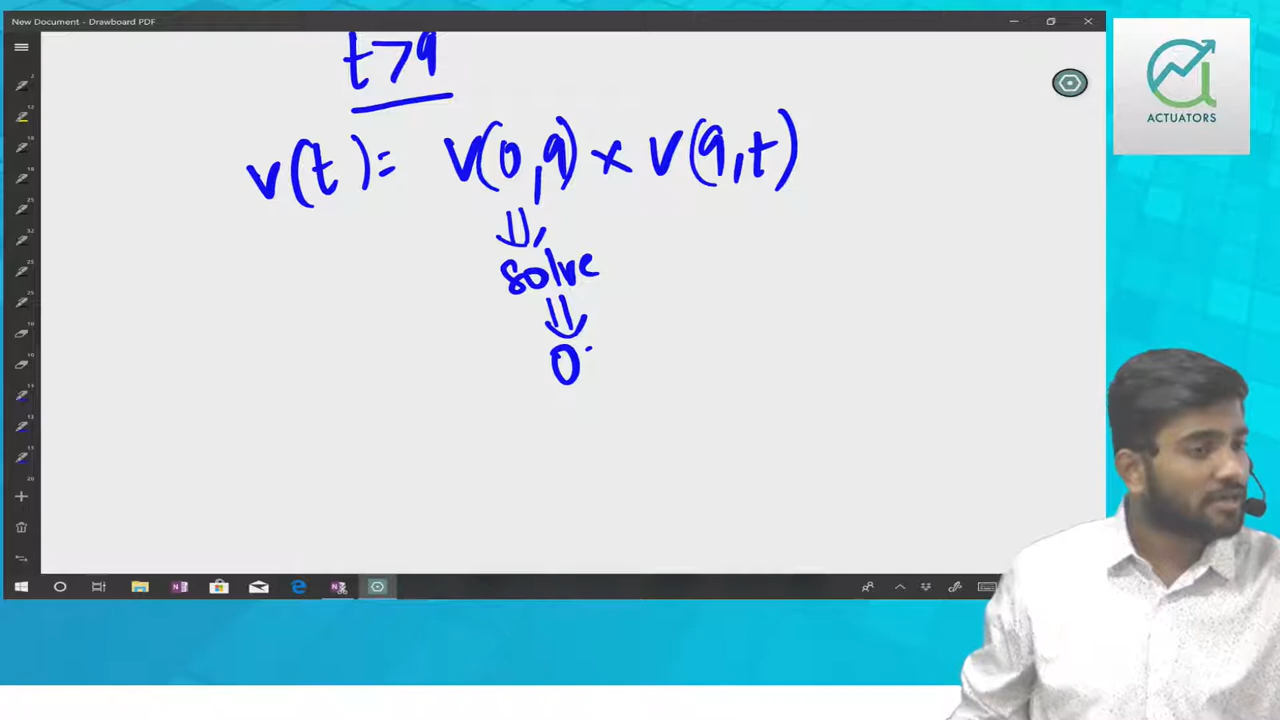 New Document - Drawboard PDF
t>9
v(t)= v(0,9) × v(9,t)
solve
0.
ACTUATORS